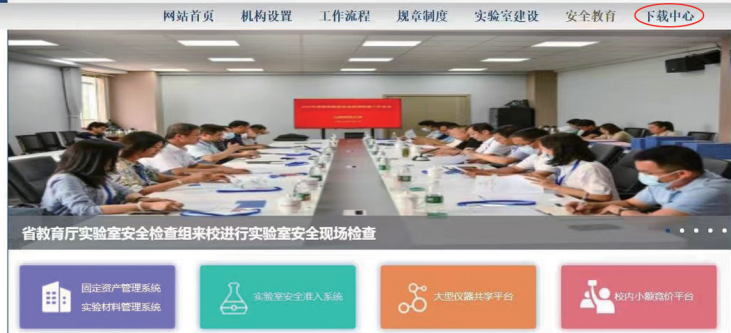 网站首页 机构设置 工作流程 规章制度 实验室建设 安全教育 下载中心
省教育厅实验室安全检查组来校进行实验室安全现场检查
固定资产管理系统
实验材料管理系统
实验室安全准入系统
大型仪器共学平台
校内小额竞价平台